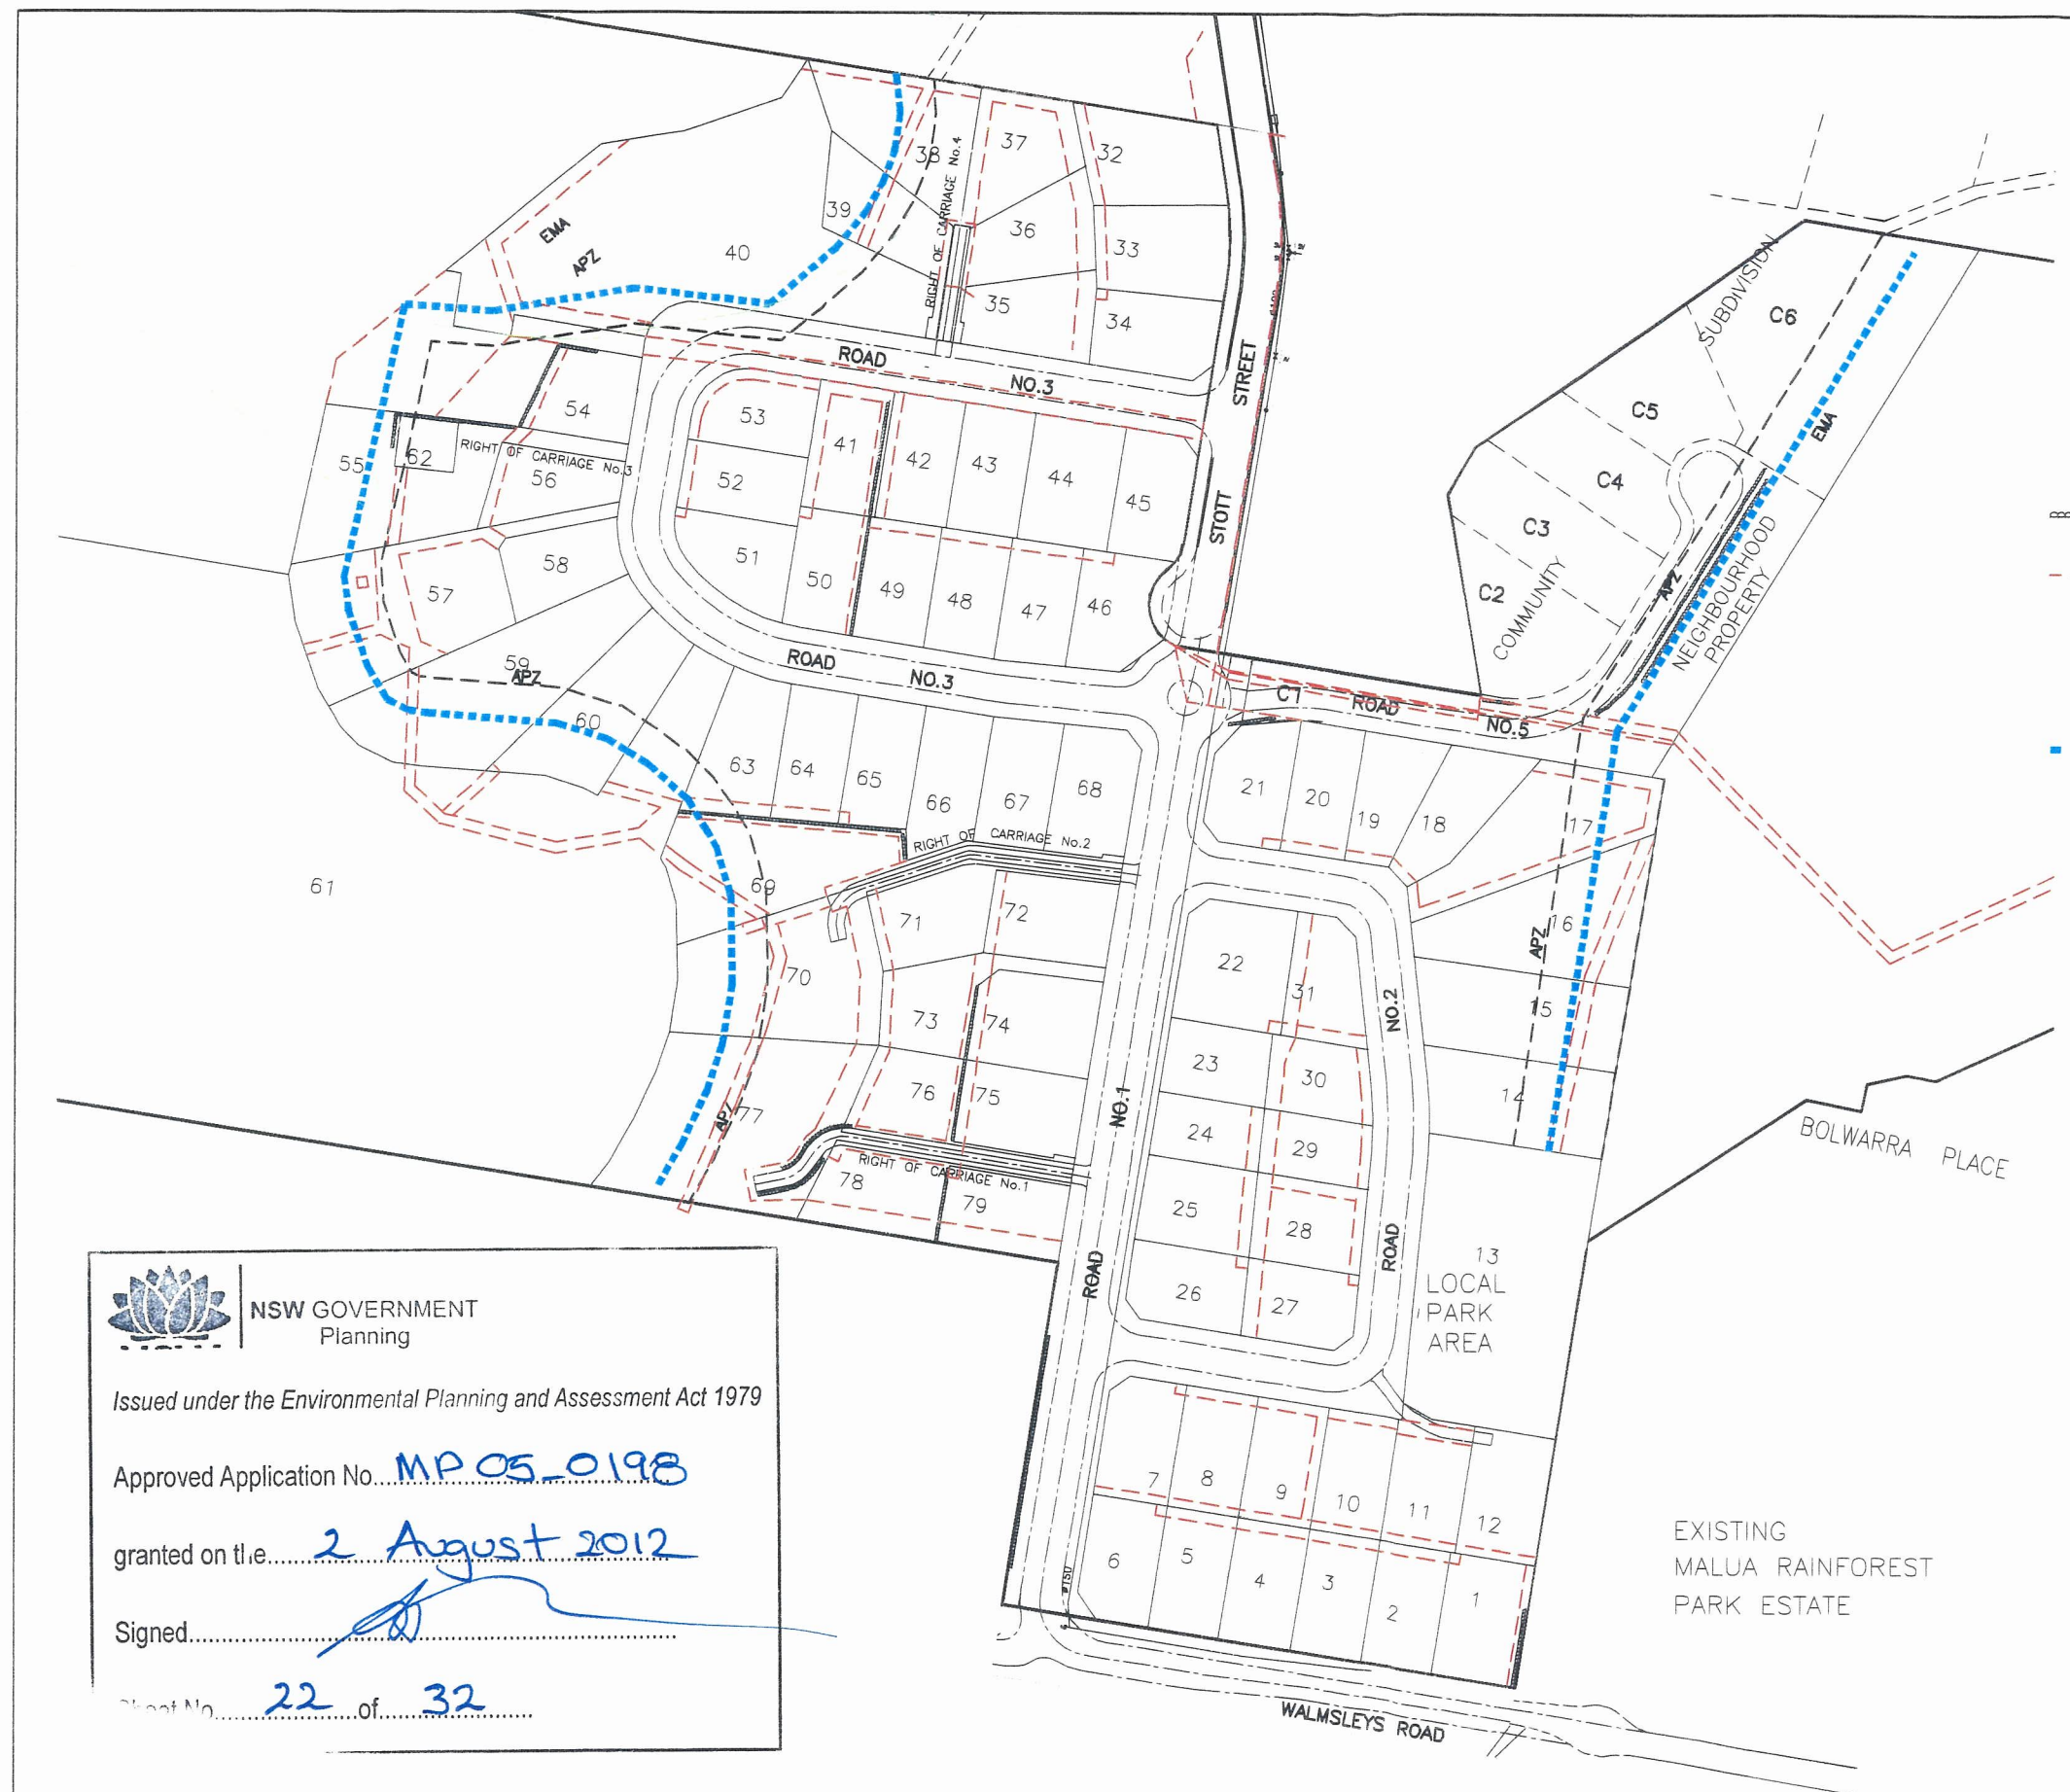 37
32
38
RIGHT OF CARRIAGE No.4
39
36
33
EMA
APZ
40
35
34
SUBDIVISION
C6
ROAD
NO.3
STREET
C5
EMA
54
53
41
42
43
44
45
STOTT
C4
55
62
RIGHT OF CARRIAGE No.3
56
52
C3
NEIGHBOURHOOD
PROPERTY
APZ
COMMUNITY
C2
51
50
49
48
47
46
57
58
59
APZ
ROAD
NO.3
60
C1
ROAD
NO.5
63
64
65
66
67
68
21
20
19
18
17
RIGHT OF CARRIAGE No.2
61
69
71
72
22
31
NO.2
16
APZ
70
73
74
15
23
30
76
75
NO.1
14
APZ
77
24
29
BOLWARRA PLACE
RIGHT OF CARRIAGE No.1
78
79
25
28
ROAD
ROAD
26
27
13
LOCAL
PARK
AREA
NSW GOVERNMENT
Planning
Issued under the Environmental Planning and Assessment Act 1979
Approved Application No. MP 05_0198
granted on the 2 August 2012
Signed
Sheet No. 22 of 32
7
8
9
10
11
12
6
5
4
3
2
1
EXISTING
MALUA RAINFOREST
PARK ESTATE
WALMSLEYS ROAD